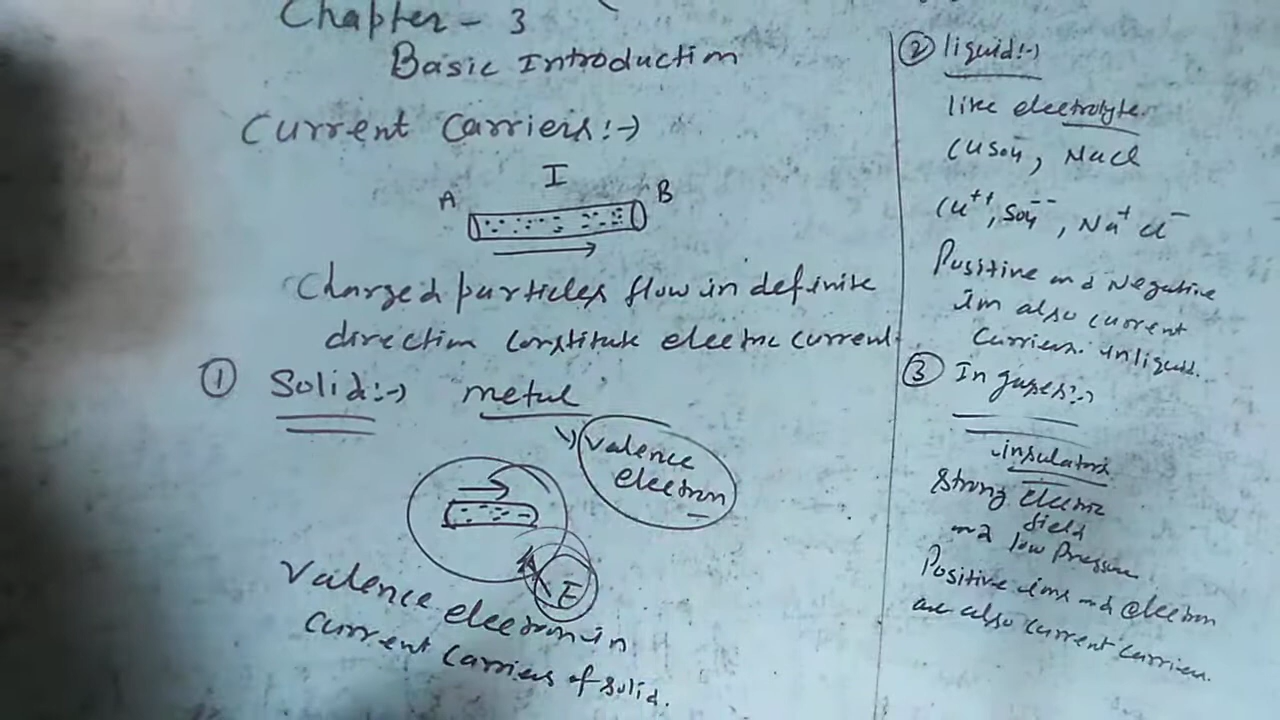 Chapter - 3
Basic Introduction
Current Carriers :->
I
A B
Charged particles flow in definite
direction constitute electric current.
① Solid :-> metal
valence
electron
E
Valence electron in
current carriers of solid.
② liquid :->
like electrolyte.
CuSO4, NaCl
Cu++, SO4--, Na+ Cl-
Positive and Negative
ion also current
Carriers in liquid.
③ In gases :->
insulators
Strong electric
field
and low Pressure
Positive ions and electron
are also current carriers.